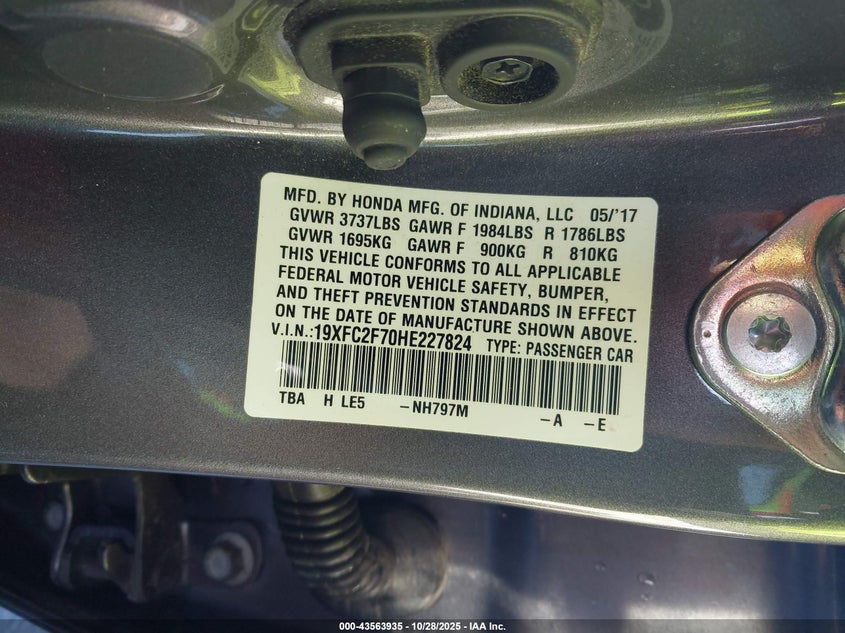 MFD. BY HONDA MFG. OF INDIANA, LLC 05/'17
GVWR 3737LBS GAWR F 1984LBS R 1786LBS
GVWR 1695KG GAWR F 900KG R 810KG
THIS VEHICLE CONFORMS TO ALL APPLICABLE
FEDERAL MOTOR VEHICLE SAFETY, BUMPER,
AND THEFT PREVENTION STANDARDS IN EFFECT
ON THE DATE OF MANUFACTURE SHOWN ABOVE.
V.I.N.:19XFC2F70HE227824 TYPE: PASSENGER CAR
TBA H LE5 –NH797M –A –E
000-43563935 - 10/28/2025 - IAA Inc.